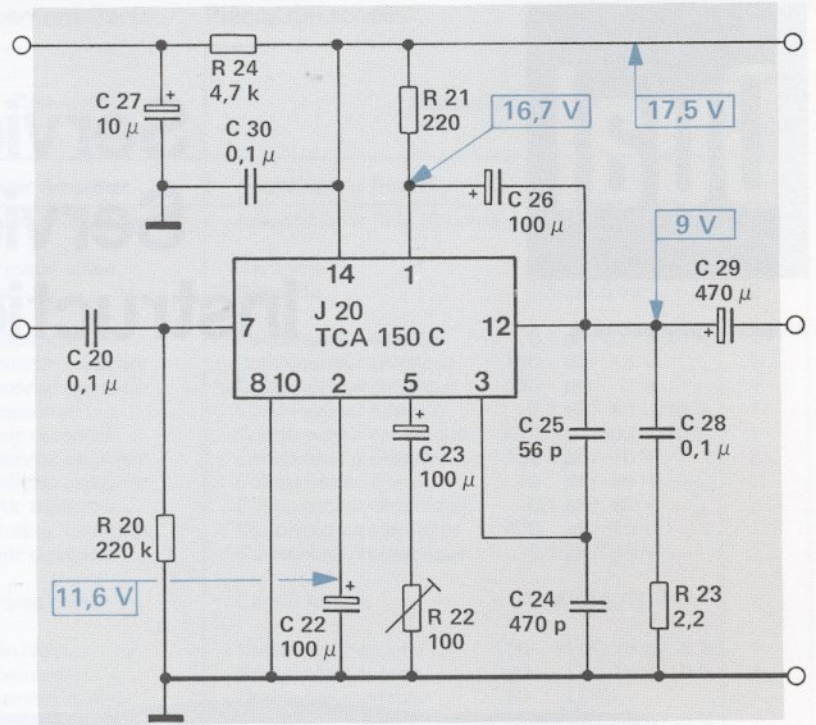 R 24
4,7 k
C 27
10 µ
+
C 30
0,1 µ
R 21
220
16,7 V
17,5 V
+
C 26
100 µ
9 V
C 29
470 µ
+
14
1
J 20
TCA 150 C
7
12
8 10
2
5
3
C 20
0,1 µ
+
C 23
100 µ
C 25
56 p
C 28
0,1 µ
R 20
220 k
11,6 V
+
C 22
100 µ
R 22
100
C 24
470 p
R 23
2,2